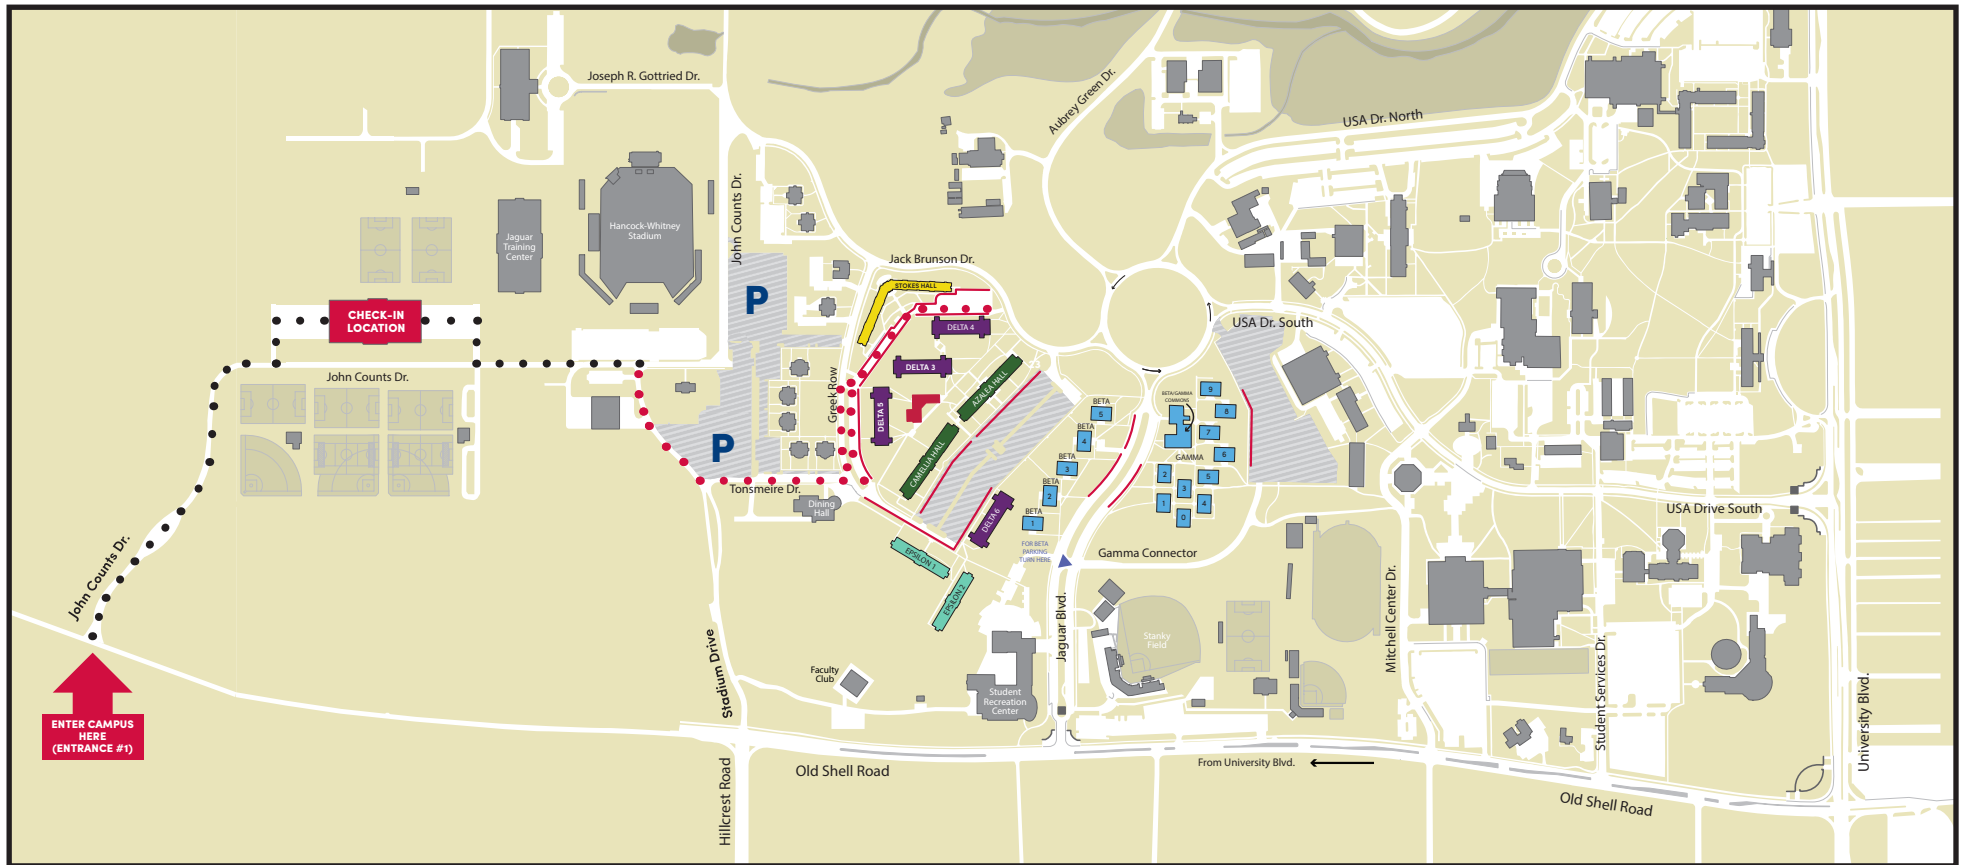 Joseph R. Gottried Dr.
Aubrey Green Dr.
USA Dr. North
John Counts Dr.
Hancock-Whitney
Stadium
Jaguar
Training
Center
Jack Brunson Dr.
STOKES HALL
P
CHECK-IN
LOCATION
DELTA 4
USA Dr. South
John Counts Dr.
DELTA 3
AZALEA HALL
Greek Row
DELTA 5
BETA/GAMMA
COMMONS
9
8
7
6
GAMMA
5
2
3
1
4
0
BETA
5
BETA
4
BETA
3
BETA
2
BETA
1
P
CAMELLIA HALL
Tonsmeire Dr.
Dining
Hall
DELTA 6
USA Drive South
FOR BETA
PARKING
TURN HERE
EPSILON 1
EPSILON 2
Gamma Connector
John Counts Dr.
Mitchell Center Dr.
Jaguar Blvd.
Stanky
Field
Stadium Drive
Faculty
Club
Student
Recreation
Center
Student Services Dr.
University Blvd.
ENTER CAMPUS
HERE
(ENTRANCE #1)
Hillcrest Road
Old Shell Road
From University Blvd.
Old Shell Road